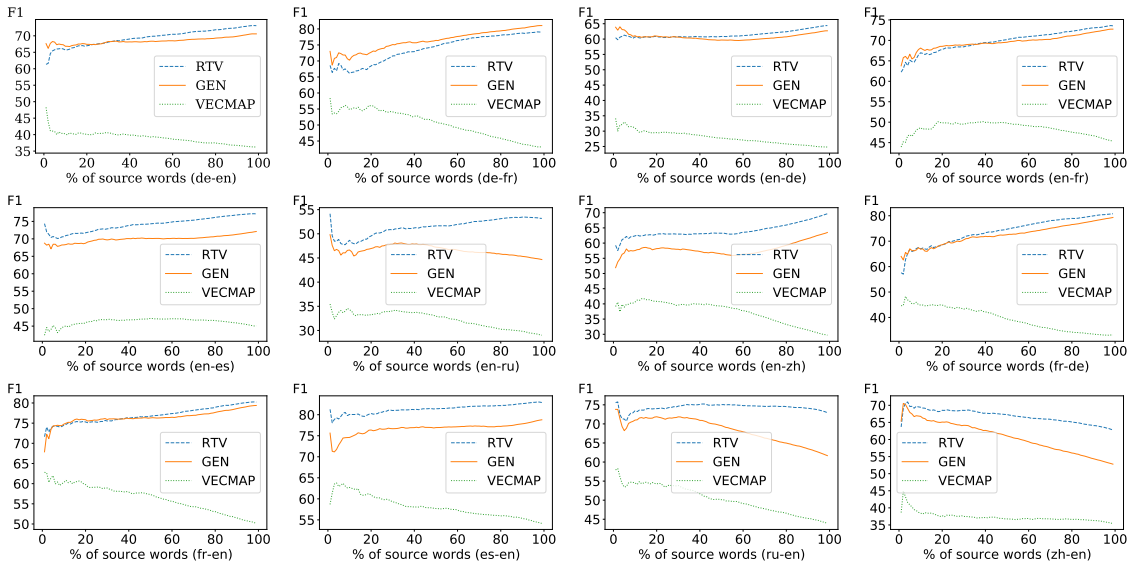 F1
70
65
60
55
50
45
40
35
RTV
GEN
VECMAP
0 20 40 60 80 100
% of source words (de-en)
F1
80
75
70
65
60
55
50
45
RTV
GEN
VECMAP
0 20 40 60 80 100
% of source words (de-fr)
F1
65
60
55
50
45
40
35
30
25
RTV
GEN
VECMAP
0 20 40 60 80 100
% of source words (en-de)
F1
75
70
65
60
55
50
45
RTV
GEN
VECMAP
0 20 40 60 80 100
% of source words (en-fr)
F1
75
70
65
60
55
50
45
RTV
GEN
VECMAP
0 20 40 60 80 100
% of source words (en-es)
F1
55
50
45
40
35
30
RTV
GEN
VECMAP
0 20 40 60 80 100
% of source words (en-ru)
F1
70
65
60
55
50
45
40
35
30
RTV
GEN
VECMAP
0 20 40 60 80 100
% of source words (en-zh)
F1
80
70
60
50
40
RTV
GEN
VECMAP
0 20 40 60 80 100
% of source words (fr-de)
F1
80
75
70
65
60
55
50
RTV
GEN
VECMAP
0 20 40 60 80 100
% of source words (fr-en)
F1
80
75
70
65
60
55
RTV
GEN
VECMAP
0 20 40 60 80 100
% of source words (es-en)
F1
75
70
65
60
55
50
45
RTV
GEN
VECMAP
0 20 40 60 80 100
% of source words (ru-en)
F1
70
65
60
55
50
45
40
35
RTV
GEN
VECMAP
0 20 40 60 80 100
% of source words (zh-en)